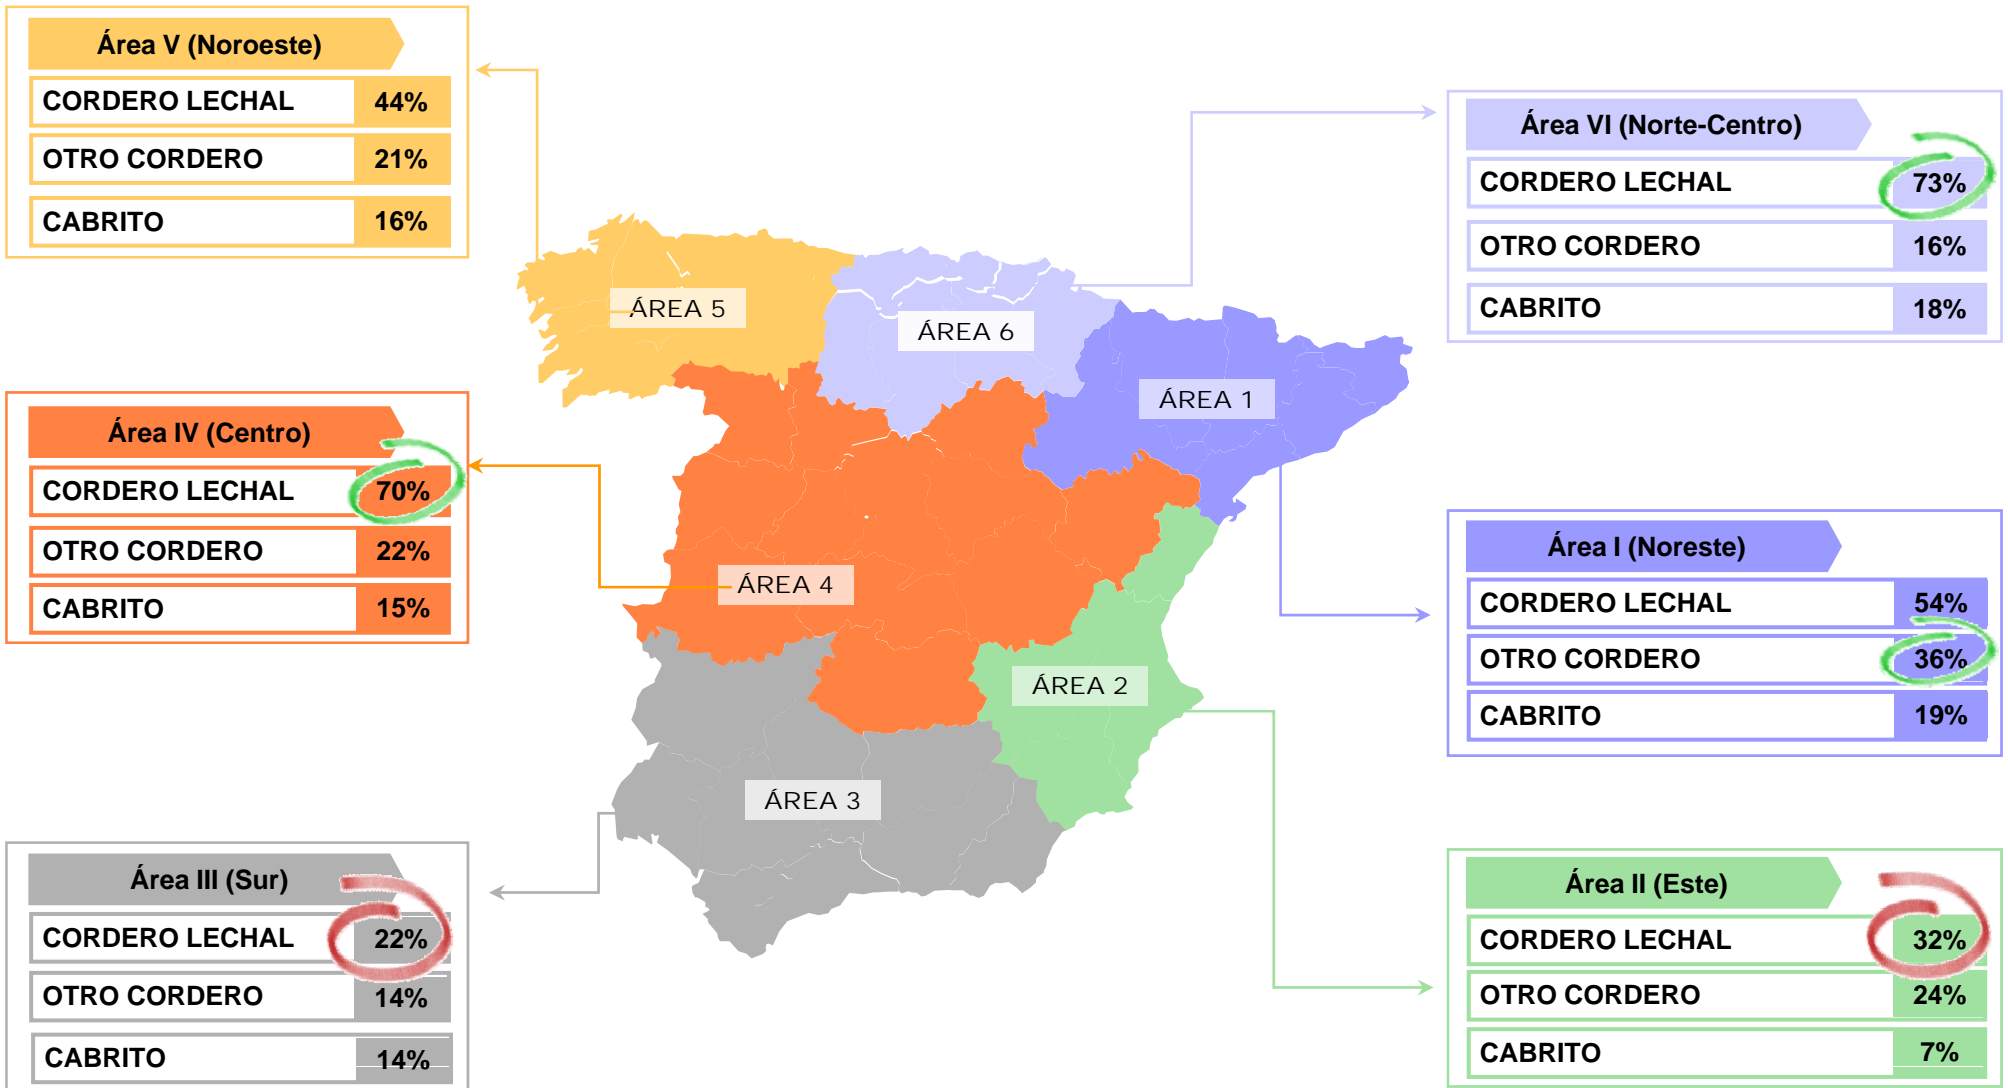 Área V (Noroeste)
CORDERO LECHAL 44%
OTRO CORDERO 21%
CABRITO 16%
Área VI (Norte-Centro)
CORDERO LECHAL 73%
OTRO CORDERO 16%
CABRITO 18%
ÁREA 5
ÁREA 6
ÁREA 1
Área IV (Centro)
CORDERO LECHAL 70%
OTRO CORDERO 22%
CABRITO 15%
Área I (Noreste)
CORDERO LECHAL 54%
OTRO CORDERO 36%
CABRITO 19%
ÁREA 4
ÁREA 2
ÁREA 3
Área III (Sur)
CORDERO LECHAL 22%
OTRO CORDERO 14%
CABRITO 14%
Área II (Este)
CORDERO LECHAL 32%
OTRO CORDERO 24%
CABRITO 7%